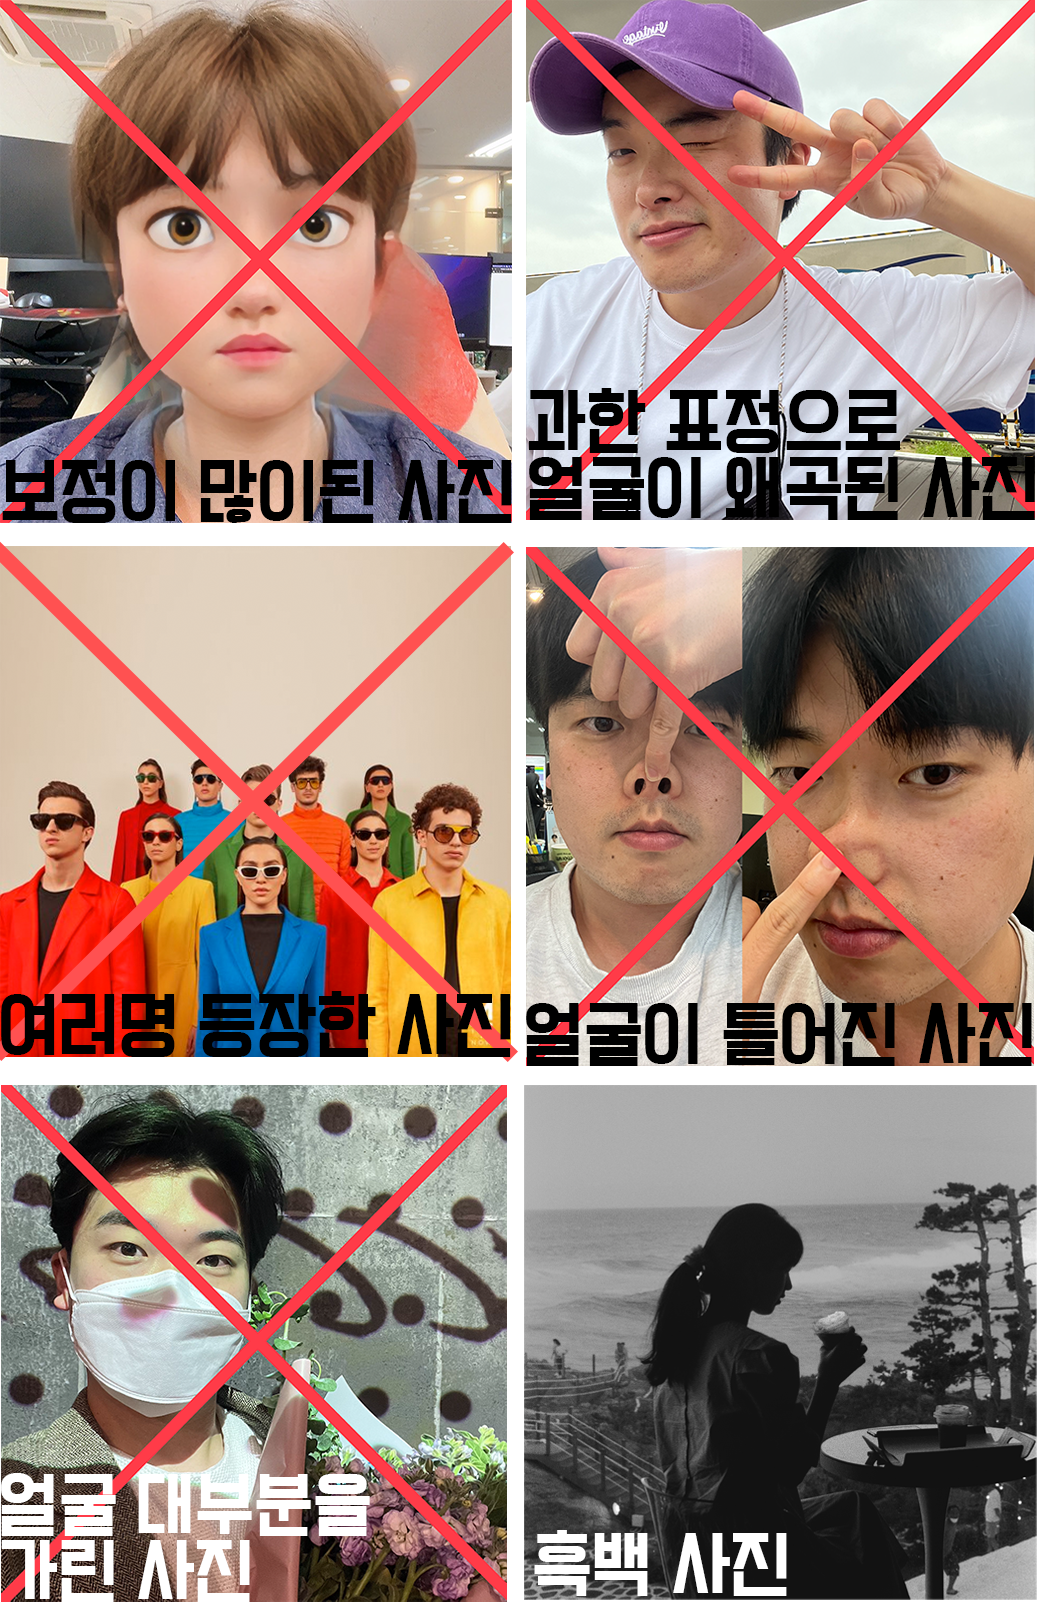 보정이 많이된 사진
과한 표정으로
얼굴이 왜곡된 사진
여러명 등장한 사진
얼굴이 틀어진 사진
얼굴 대부분을
가린 사진
흑백 사진